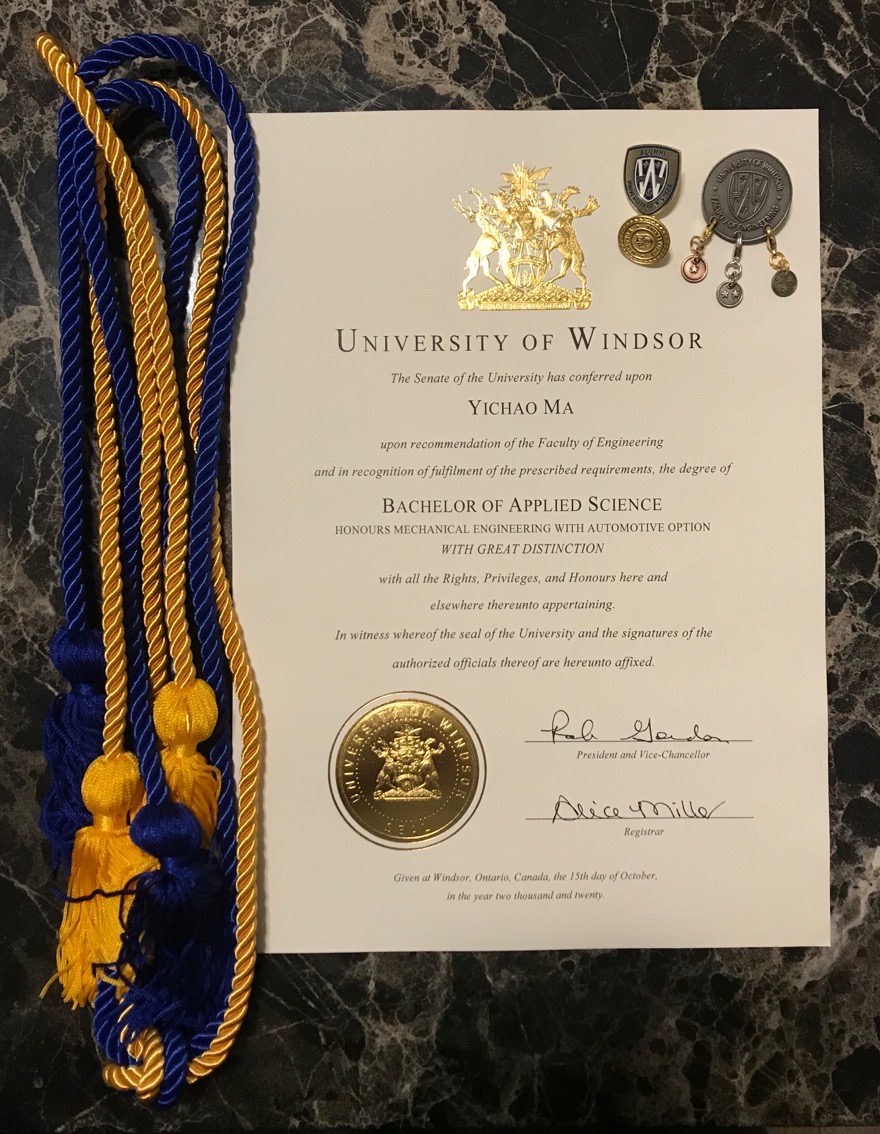 ALUMNI
W
UNIVERSITY OF WINDSOR
FACULTY OF ENGINEERING
UNIVERSITY OF WINDSOR
The Senate of the University has conferred upon
YICHAO MA
upon recommendation of the Faculty of Engineering
and in recognition of fulfilment of the prescribed requirements, the degree of
BACHELOR OF APPLIED SCIENCE
HONOURS MECHANICAL ENGINEERING WITH AUTOMOTIVE OPTION
WITH GREAT DISTINCTION
with all the Rights, Privileges, and Honours here and
elsewhere thereunto appertaining.
In witness whereof the seal of the University and the signatures of the
authorized officials thereof are hereunto affixed.
UNIVERSITY OF WINDSOR
Rob Gordon
President and Vice-Chancellor
Alice Miller
Registrar
Given at Windsor, Ontario, Canada, the 15th day of October,
in the year two thousand and twenty.